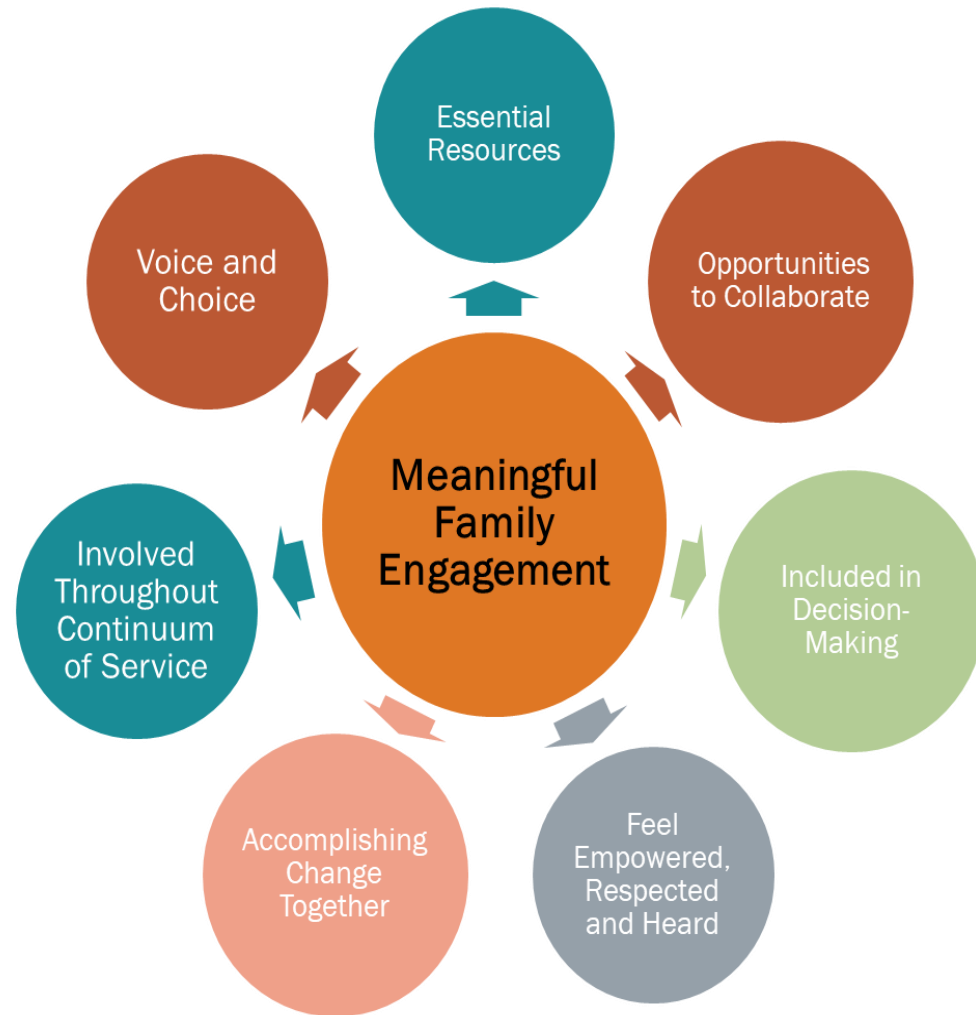 Essential
Resources
Opportunities
to Collaborate
Included in
Decision-
Making
Feel
Empowered,
Respected
and Heard
Accomplishing
Change
Together
Involved
Throughout
Continuum
of Service
Voice and
Choice
Meaningful
Family
Engagement